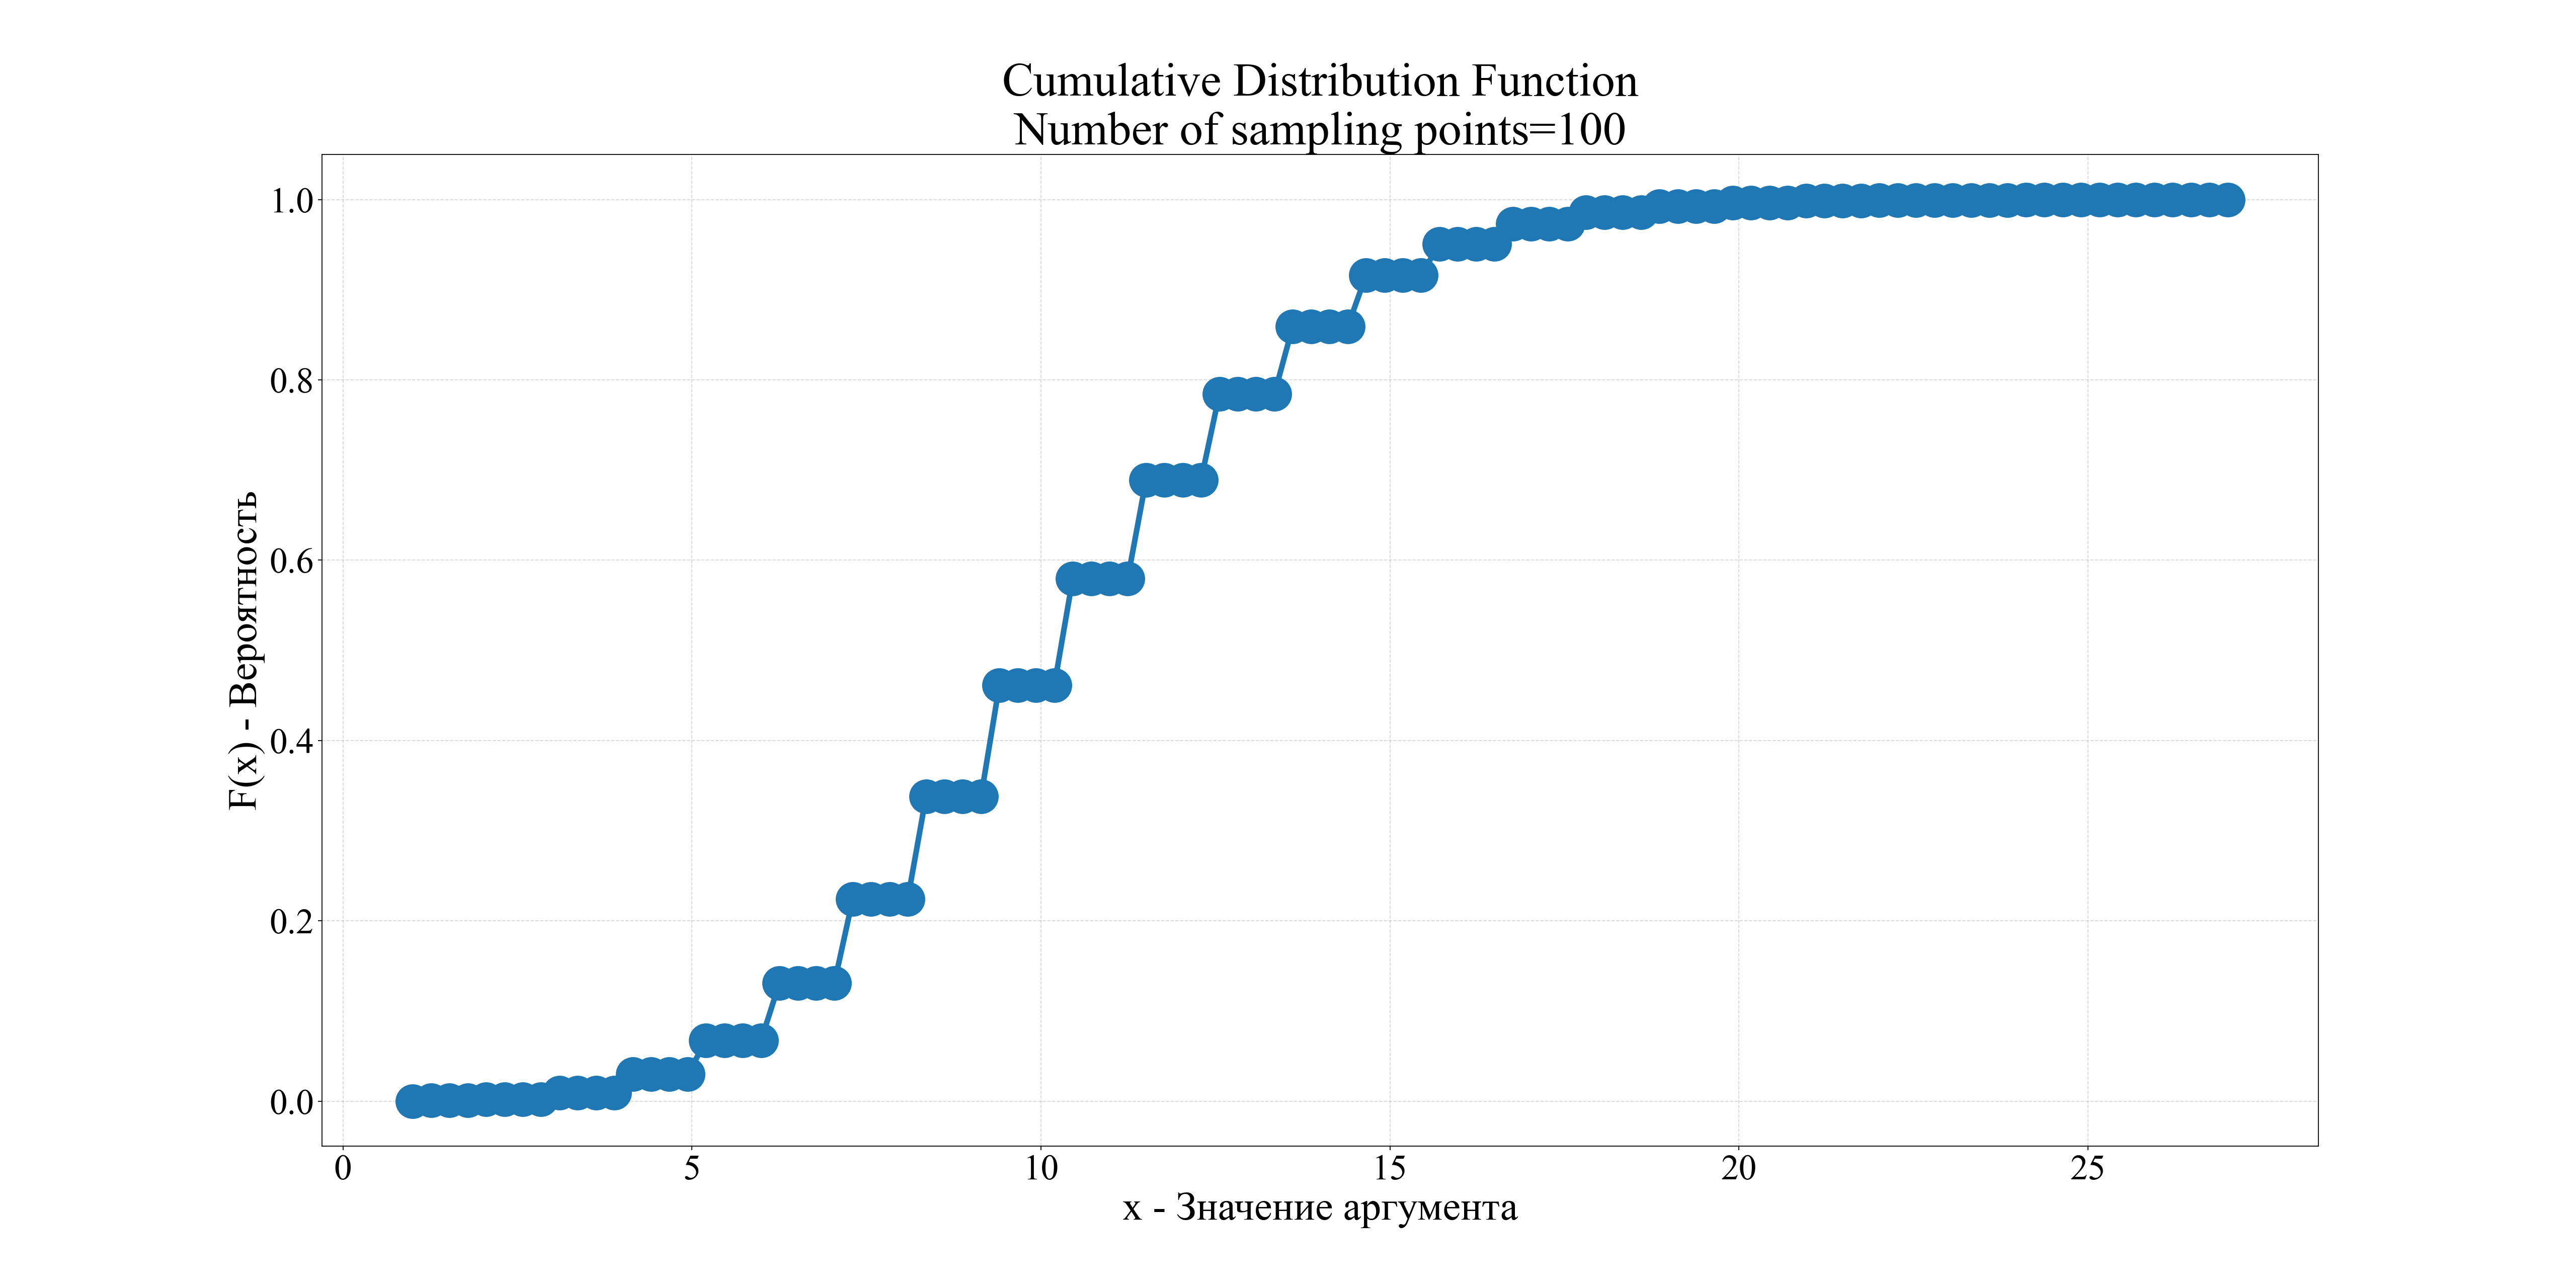 Cumulative Distribution Function
Number of sampling points=100
F(x) - Вероятность
1.0
0.8
0.6
0.4
0.2
0.0
0 5 10 15 20 25
x - Значение аргумента